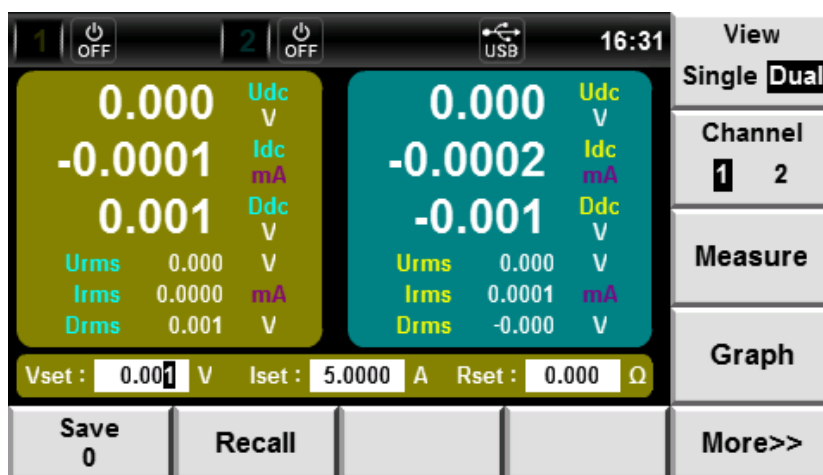 1 OFF 2 OFF USB 16:31
View
Single Dual
0.000 Udc V
0.000 Udc V
-0.0001 Idc mA
-0.0002 Idc mA
0.001 Ddc V
-0.001 Ddc V
Urms 0.000 V
Urms 0.000 V
Irms 0.0000 mA
Irms 0.0001 mA
Drms 0.001 V
Drms -0.000 V
Channel
1 2
Measure
Graph
Vset : 0.001 V Iset : 5.0000 A Rset : 0.000 Ω
Save
0
Recall
More>>